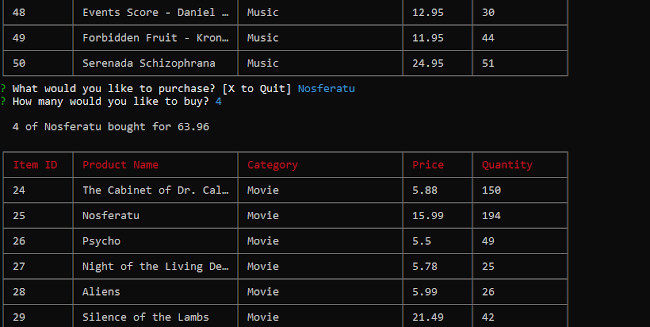 48 Events Score - Daniel … Music 12.95 30
49 Forbidden Fruit - Kron… Music 11.95 44
50 Serenada Schizophrana Music 24.95 51
? What would you like to purchase? [X to Quit] Nosferatu
? How many would you like to buy? 4
4 of Nosferatu bought for 63.96
Item ID Product Name Category Price Quantity
24 The Cabinet of Dr. Cal… Movie 5.88 150
25 Nosferatu Movie 15.99 194
26 Psycho Movie 5.5 49
27 Night of the Living De… Movie 5.78 25
28 Aliens Movie 5.99 26
29 Silence of the Lambs Movie 21.49 42